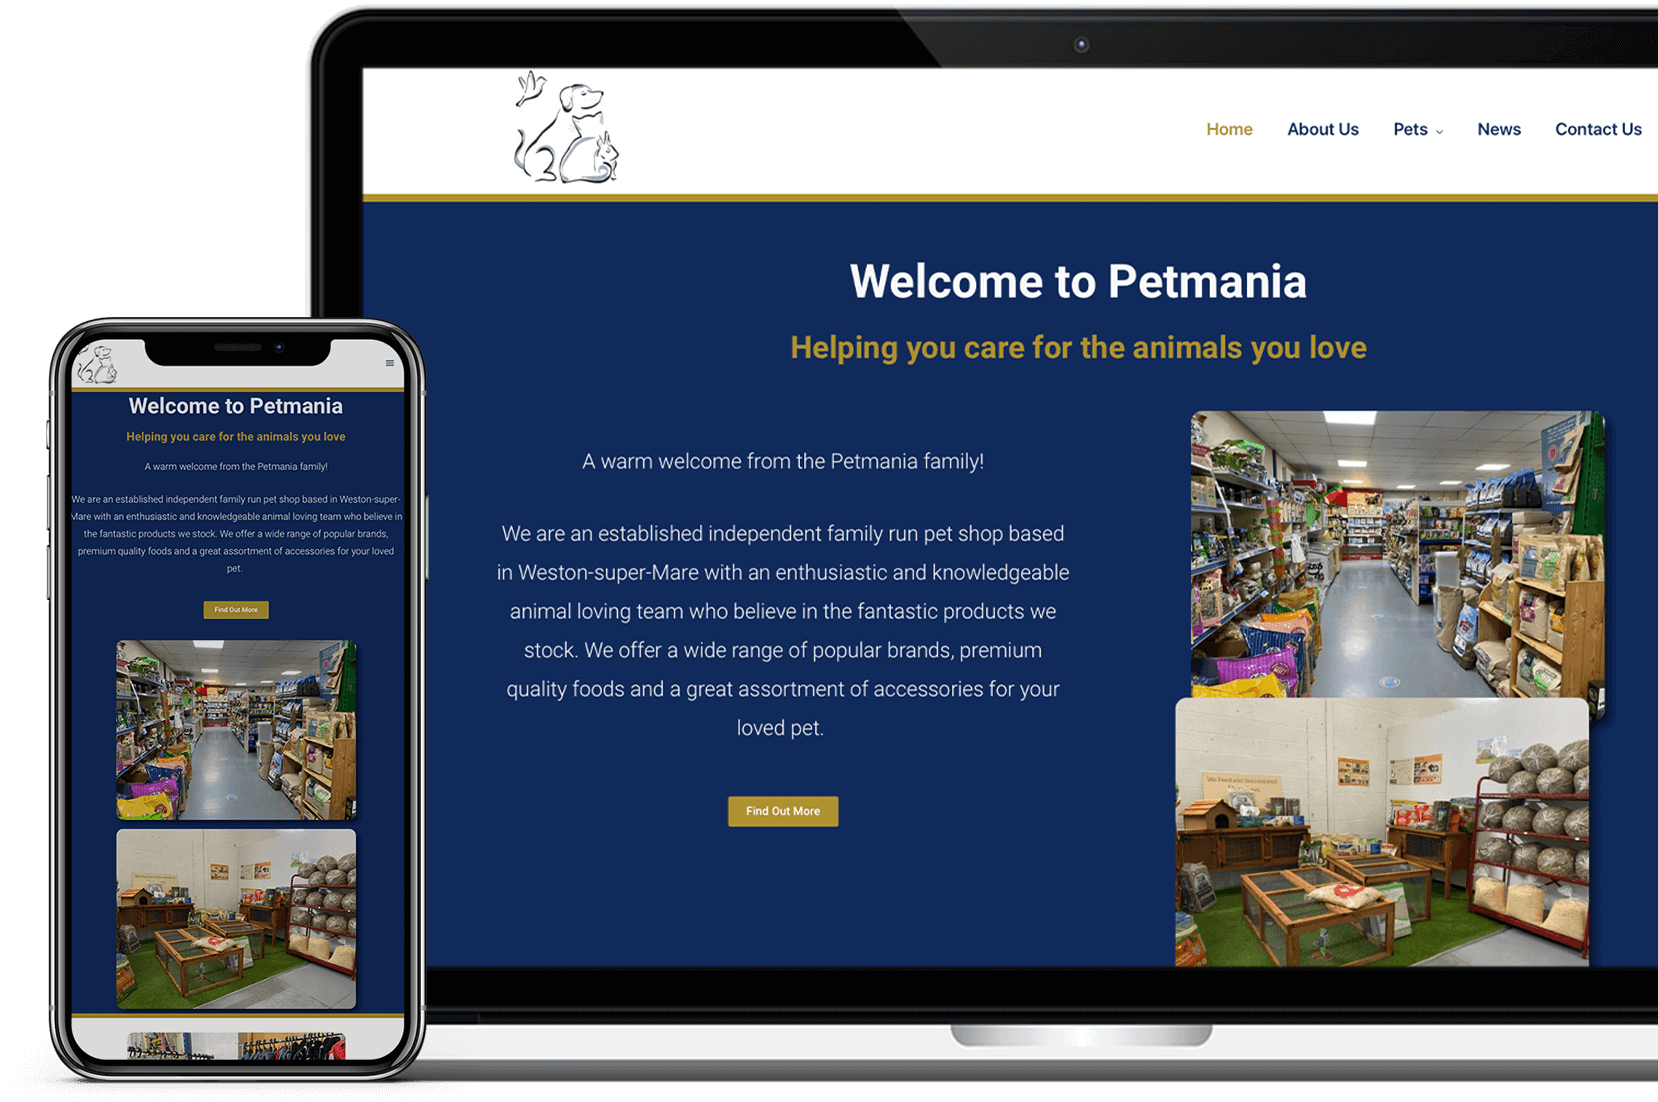 Home About Us Pets News Contact Us
Welcome to Petmania
Helping you care for the animals you love
A warm welcome from the Petmania family!
We are an established independent family run pet shop based
in Weston-super-Mare with an enthusiastic and knowledgeable
animal loving team who believe in the fantastic products we
stock. We offer a wide range of popular brands, premium
quality foods and a great assortment of accessories for your
loved pet.
Find Out More
Welcome to Petmania
Helping you care for the animals you love
A warm welcome from the Petmania family!
We are an established independent family run pet shop based in Weston-super-
Mare with an enthusiastic and knowledgeable animal loving team who believe in
the fantastic products we stock. We offer a wide range of popular brands,
premium quality foods and a great assortment of accessories for your loved
pet.
Find Out More